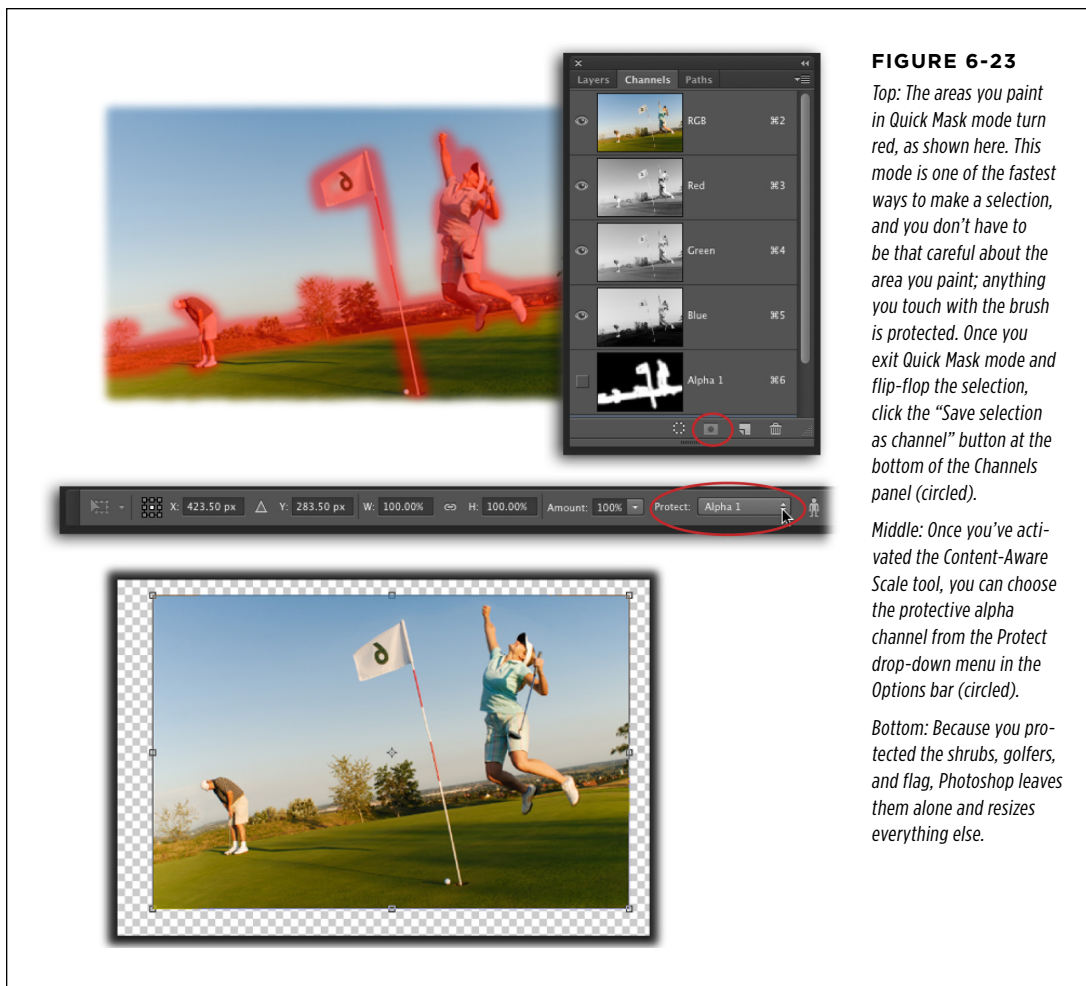 FIGURE 6-23
Top: The areas you paint
in Quick Mask mode turn
red, as shown here. This
mode is one of the fastest
ways to make a selection,
and you don't have to
be that careful about the
area you paint; anything
you touch with the brush
is protected. Once you
exit Quick Mask mode and
flip-flop the selection,
click the "Save selection
as channel" button at the
bottom of the Channels
panel (circled).
Middle: Once you've acti-
vated the Content-Aware
Scale tool, you can choose
the protective alpha
channel from the Protect
drop-down menu in the
Options bar (circled).
Bottom: Because you pro-
tected the shrubs, golfers,
and flag, Photoshop leaves
them alone and resizes
everything else.
Layers Channels Paths
RGB ⌘2
Red ⌘3
Green ⌘4
Blue ⌘5
Alpha 1 ⌘6
6
X: 423.50 px Δ Y: 283.50 px W: 100.00% H: 100.00% Amount: 100% Protect: Alpha 1
6